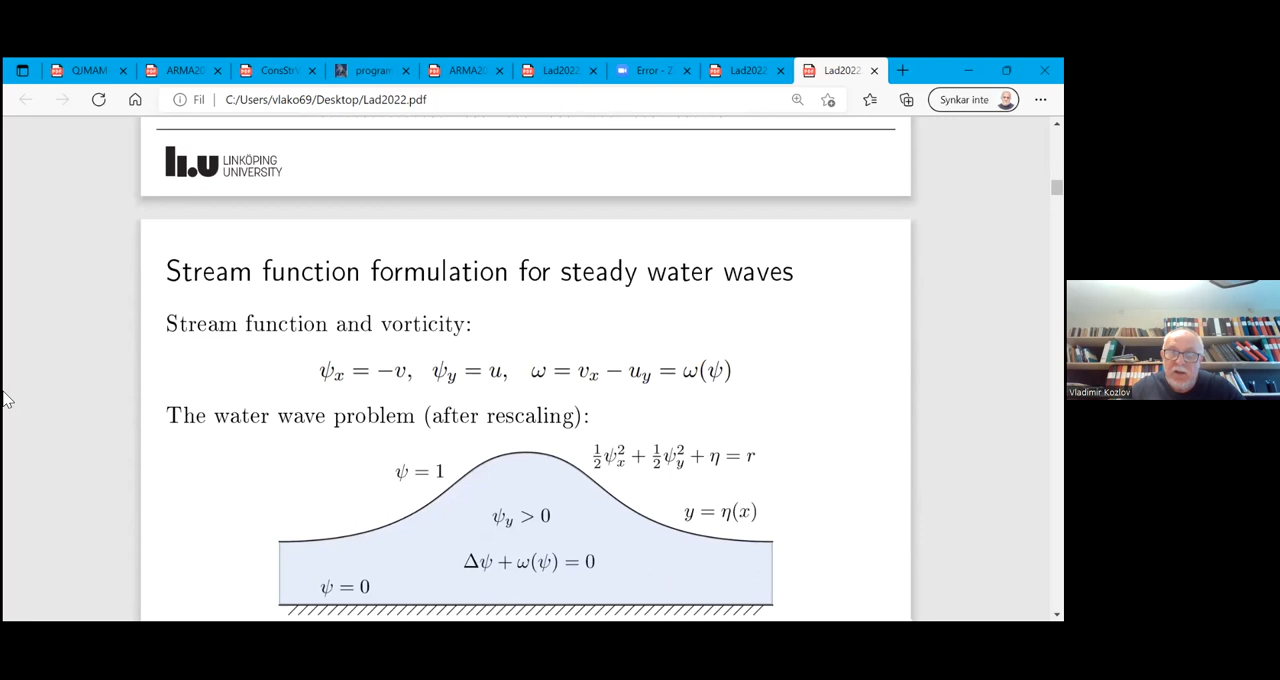 QJMAM
ARMA20
ConsStr
program
ARMA20
Lad2022
Error - Z
Lad2022
Lad2022
Fil
C:/Users/vlako69/Desktop/Lad2022.pdf
Synkar inte
li.u LINKÖPING
UNIVERSITY
Stream function formulation for steady water waves
Stream function and vorticity:
ψ_x = −v, ψ_y = u, ω = v_x − u_y = ω(ψ)
The water wave problem (after rescaling):
ψ = 1
½ψ_x² + ½ψ_y² + η = r
ψ_y > 0
y = η(x)
Δψ + ω(ψ) = 0
ψ = 0
Vladimir Kozlov